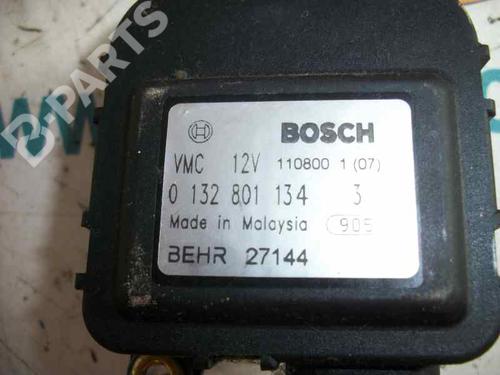 BOSCH
VMC 12V 110800 1 (07)
0 132 801 134 3
Made in Malaysia 905
BEHR 27144
B-PARTS